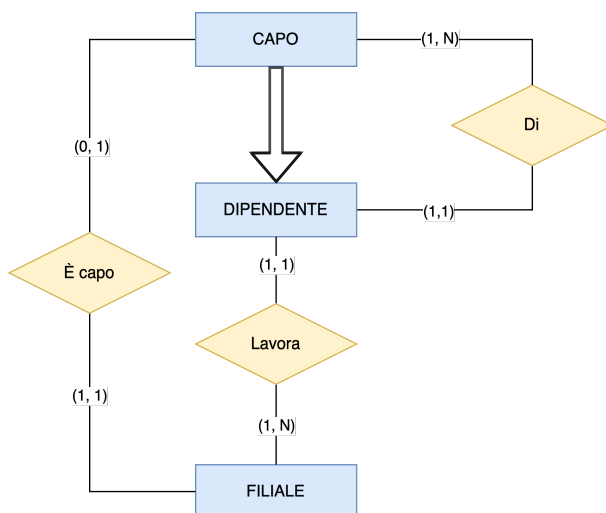 CAPO
(1, N)
Di
(0, 1)
DIPENDENTE
(1,1)
(1, 1)
È capo
Lavora
(1, 1)
(1, N)
FILIALE